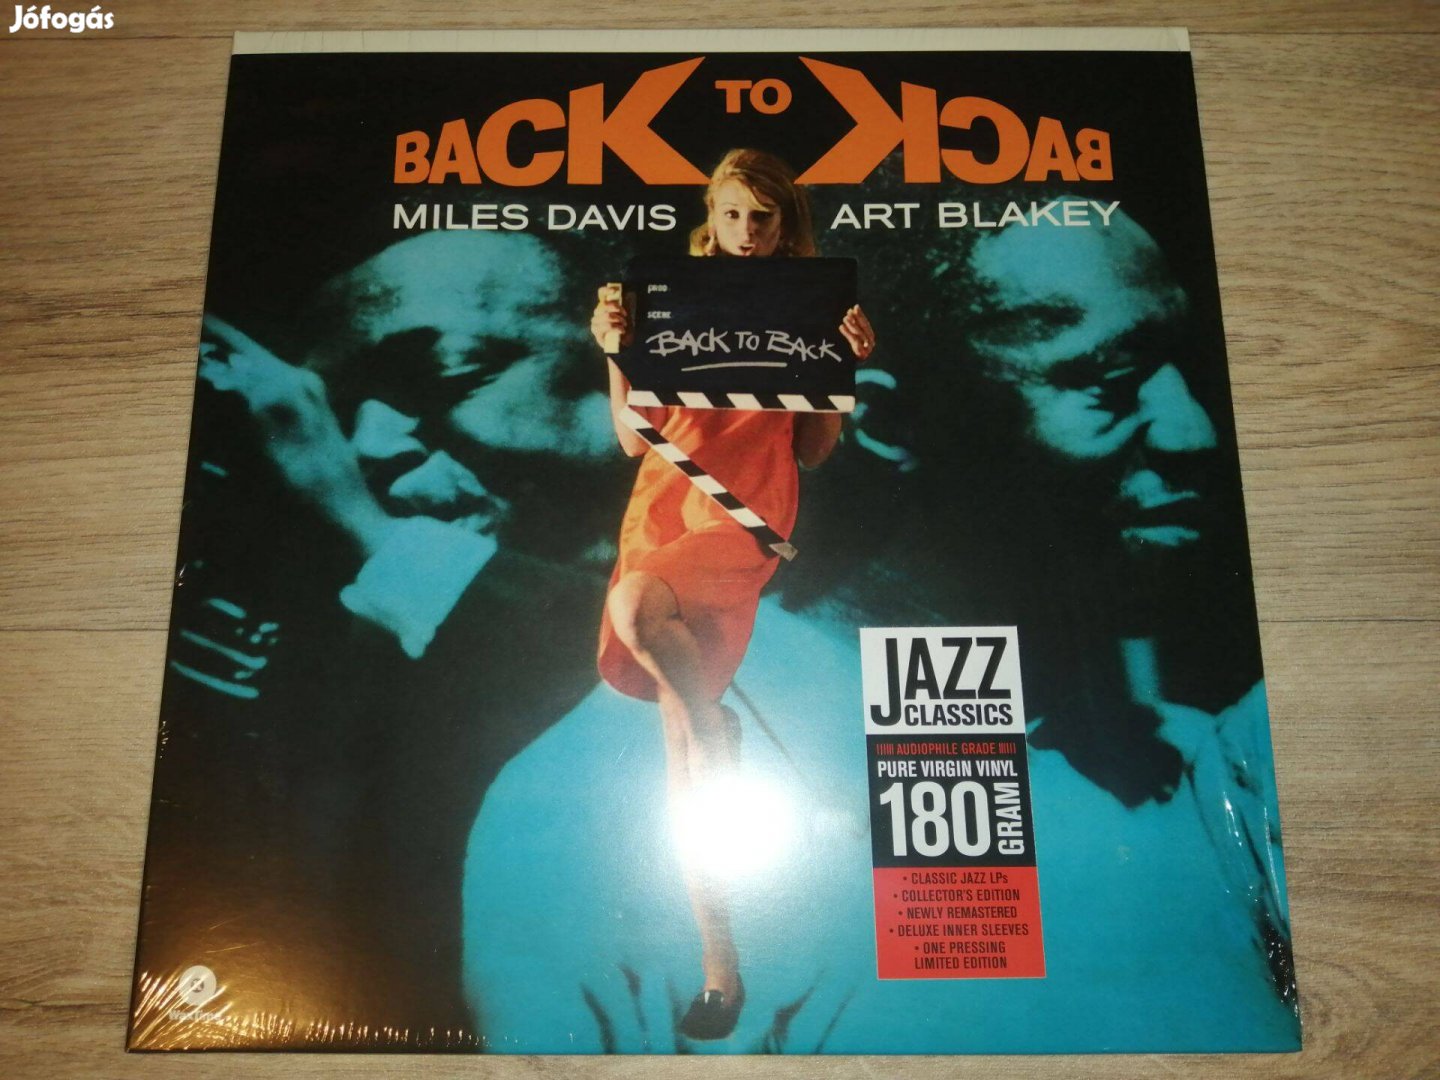 Jófogás
BACK TO BACK
MILES DAVIS ART BLAKEY
PROD.
SCENE
BACK TO BACK
JAZZ
CLASSICS
AUDIOPHILE GRADE
PURE VIRGIN VINYL
180 GRAM
• CLASSIC JAZZ LPs
• COLLECTOR'S EDITION
• NEWLY REMASTERED
• DELUXE INNER SLEEVES
• ONE PRESSING
LIMITED EDITION
WaxTime